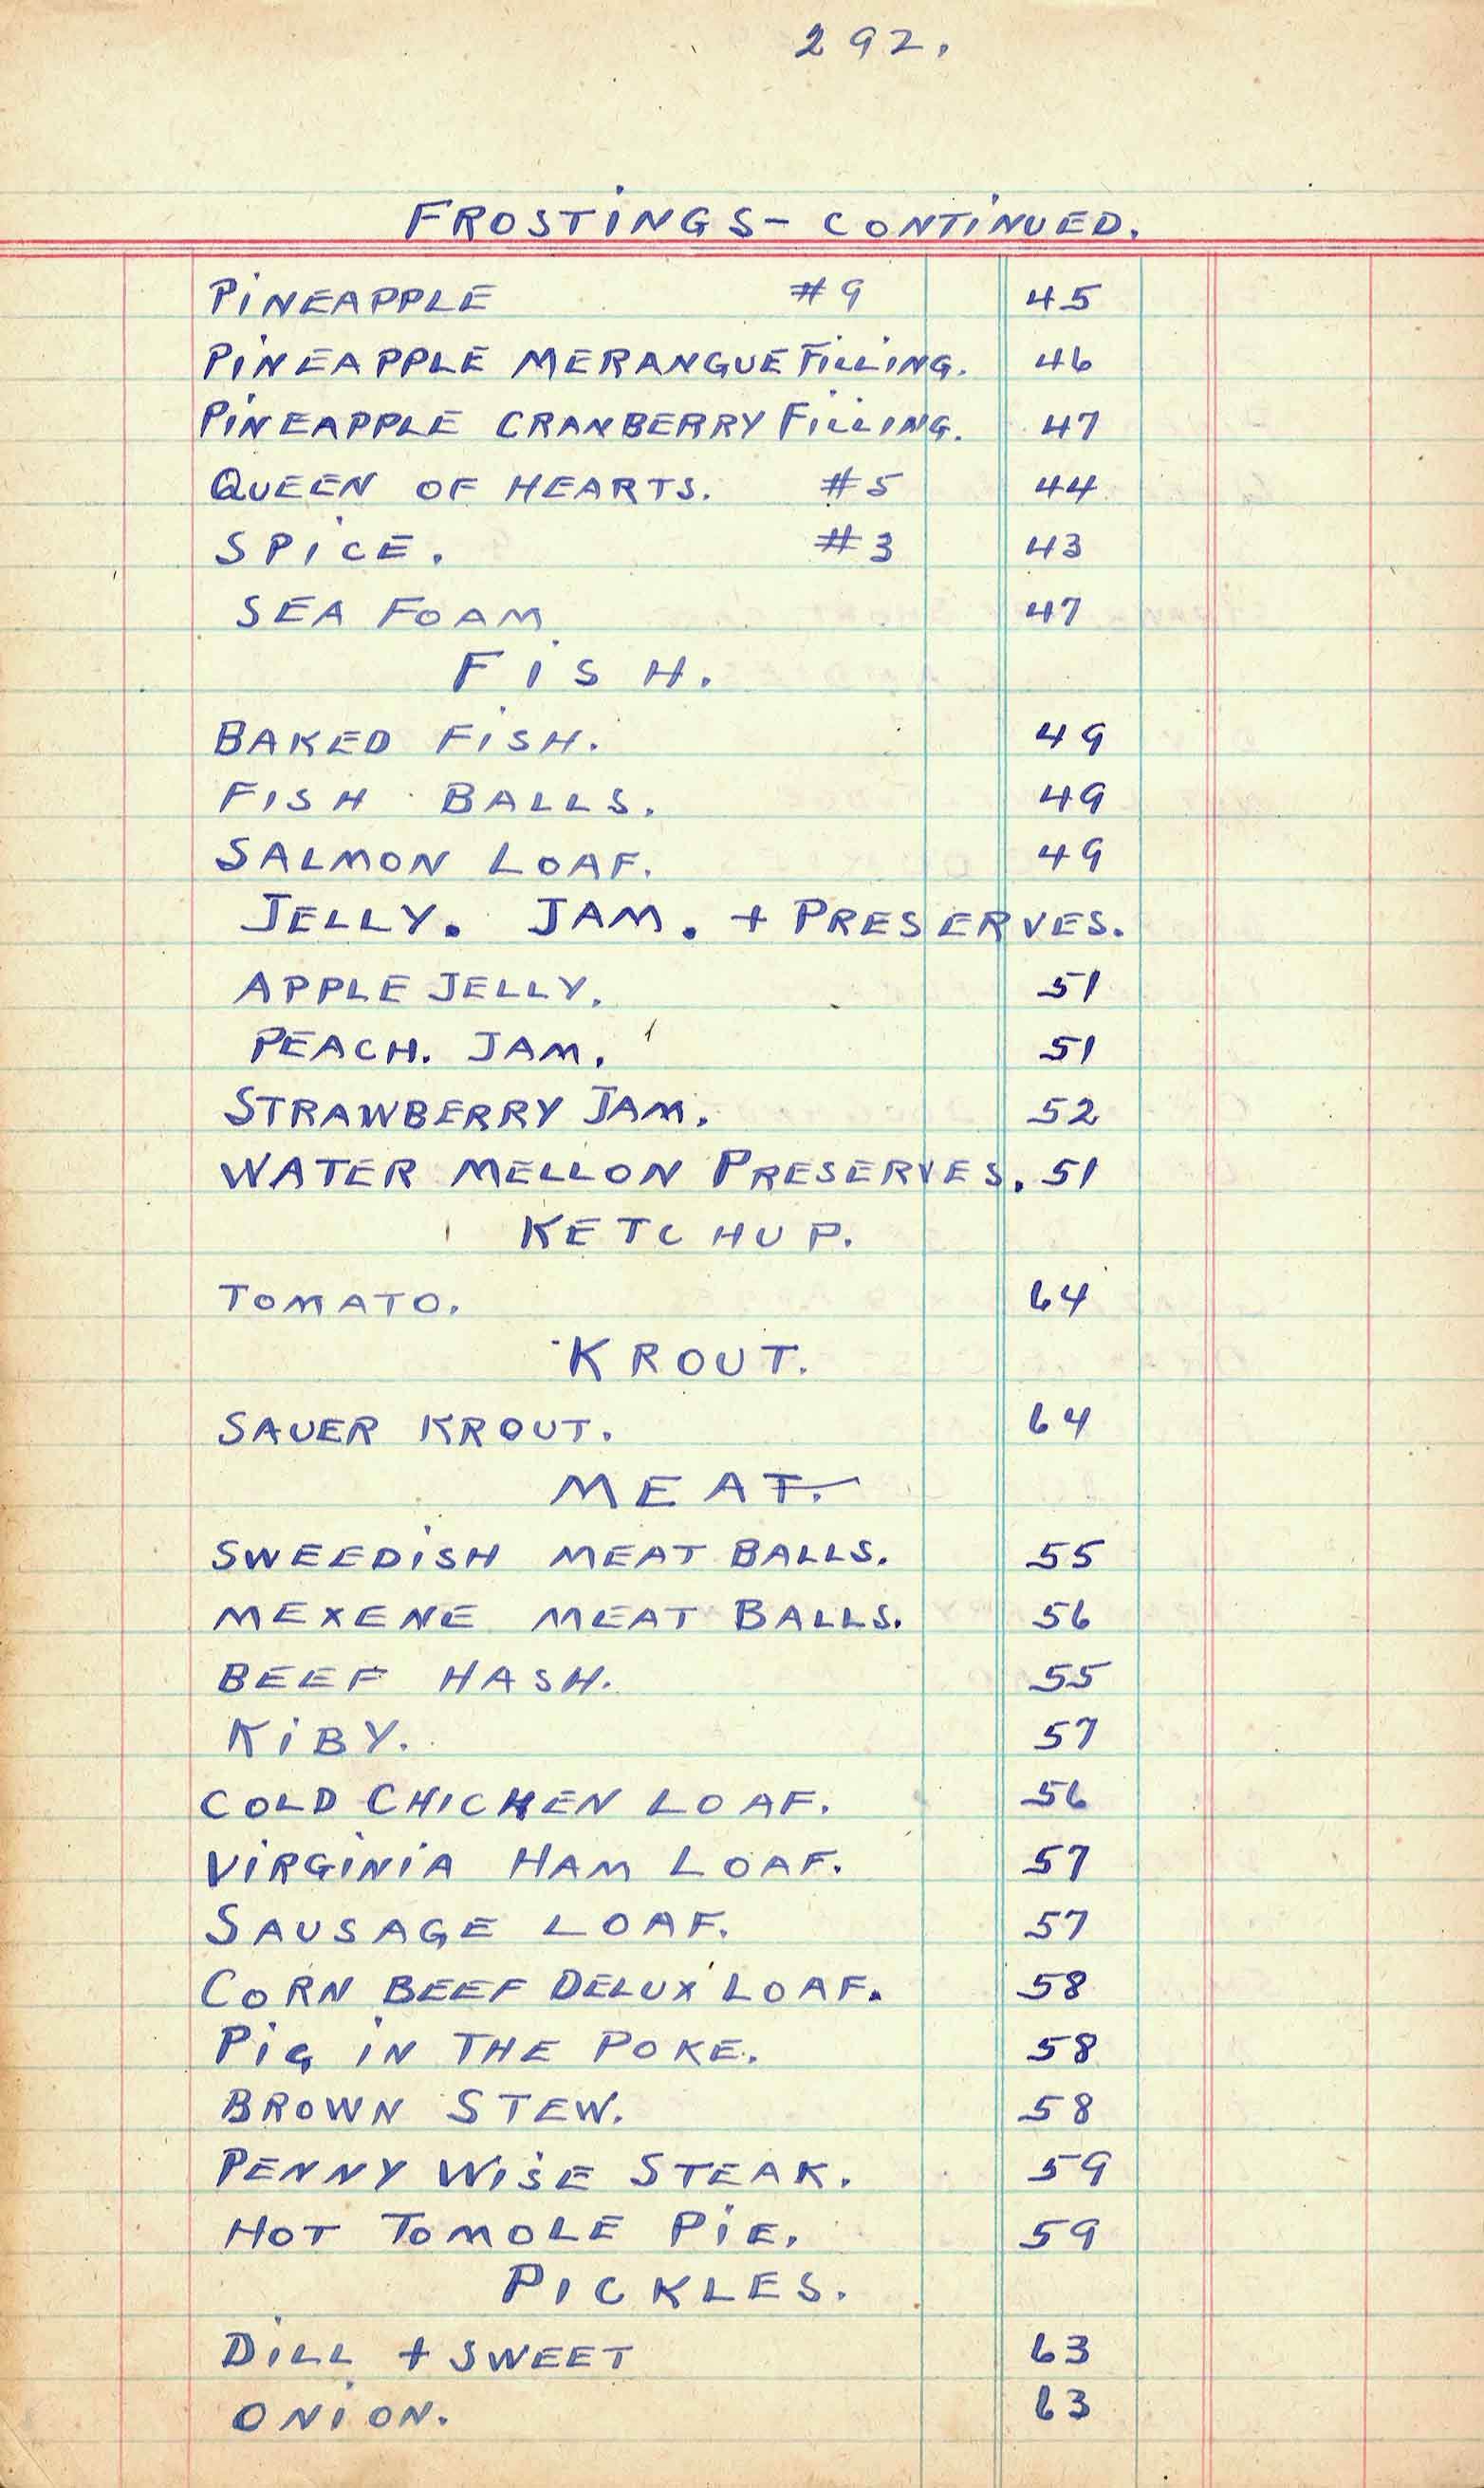 292.
FROSTINGS - CONTINUED.
PINEAPPLE #9 45
PINEAPPLE MERANGUE FILLING. 46
PINEAPPLE CRANBERRY FILLING. 47
QUEEN OF HEARTS. #5 44
SPICE. #3 43
SEA FOAM. 47
FISH.
BAKED FISH. 49
FISH BALLS. 49
SALMON LOAF. 49
JELLY. JAM. + PRESERVES.
APPLE JELLY. 51
PEACH. JAM. 51
STRAWBERRY JAM. 52
WATER MELLON PRESERVES. 51
KETCHUP.
TOMATO. 64
KROUT.
SAUER KROUT. 64
MEAT.
SWEEDISH MEAT BALLS. 55
MEXENE MEAT BALLS. 56
BEEF HASH. 55
KIBY. 57
COLD CHICKEN LOAF. 56
VIRGINIA HAM LOAF. 57
SAUSAGE LOAF. 57
CORN BEEF DELUX LOAF. 58
PIG IN THE POKE. 58
BROWN STEW. 58
PENNY WISE STEAK. 59
HOT TOMOLE PIE. 59
PICKLES.
DILL + SWEET 63
ONION. 63